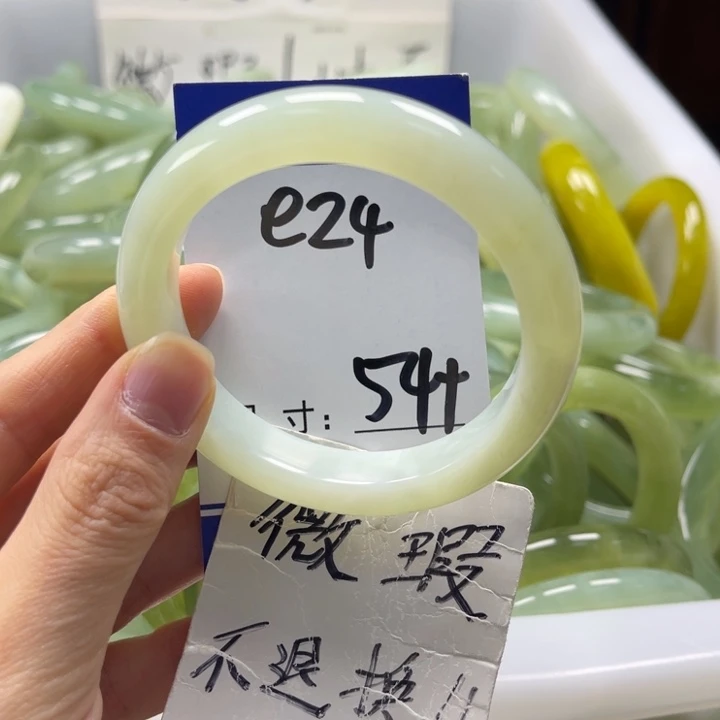 e24
寸: 54+
微瑕
不退换